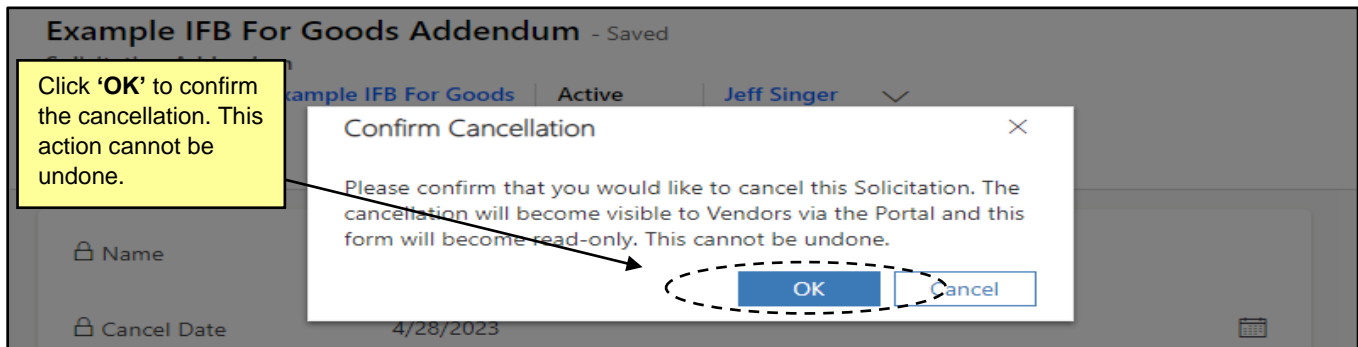 Example IFB For Goods Addendum - Saved
Click ‘OK’ to confirm
the cancellation. This
action cannot be
undone.
Example IFB For Goods
Active
Jeff Singer
Confirm Cancellation
Please confirm that you would like to cancel this Solicitation. The
cancellation will become visible to Vendors via the Portal and this
form will become read-only. This cannot be undone.
OK Cancel
Name
Cancel Date 4/28/2023